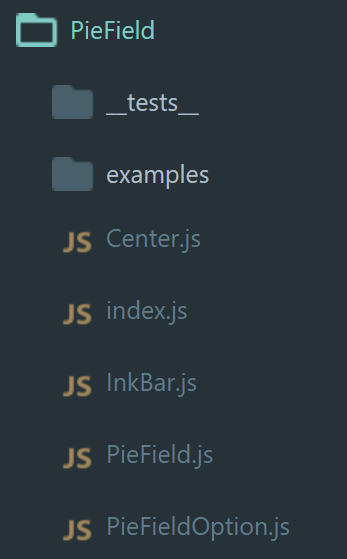 PieField
__tests__
examples
JS Center.js
JS index.js
JS InkBar.js
JS PieField.js
JS PieFieldOption.js